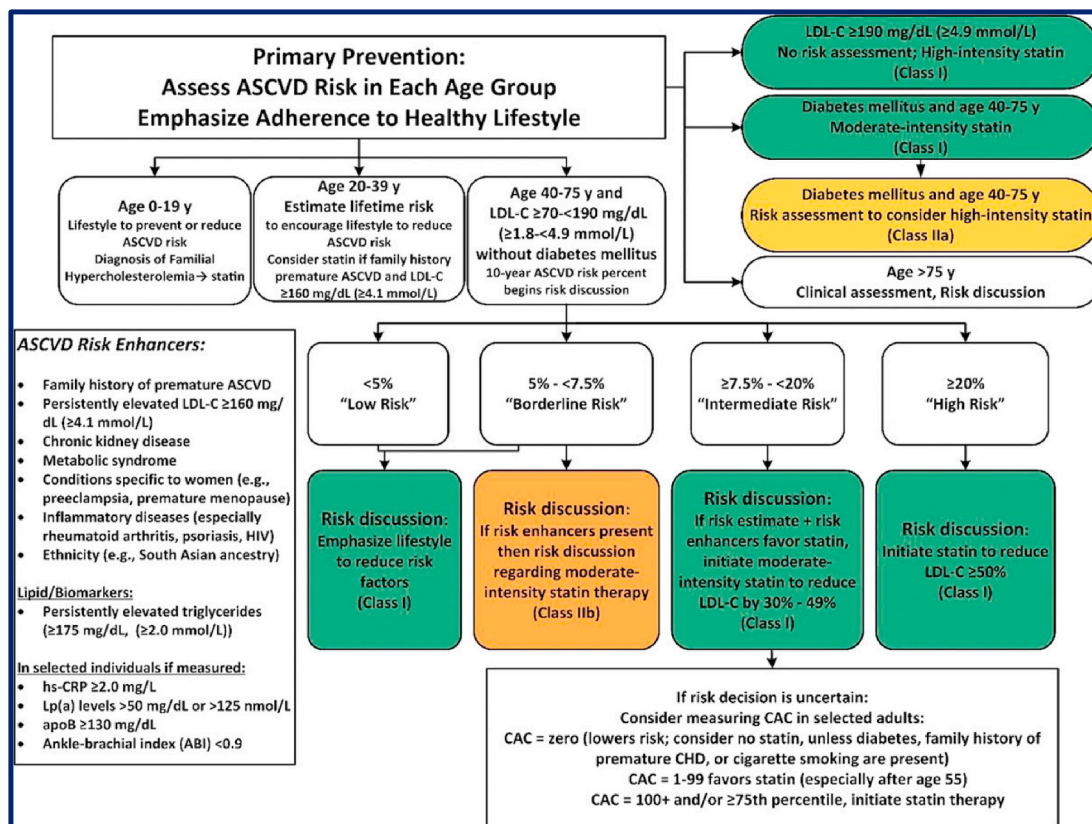 Primary Prevention:
Assess ASCVD Risk in Each Age Group
Emphasize Adherence to Healthy Lifestyle
LDL-C ≥190 mg/dL (≥4.9 mmol/L)
No risk assessment; High-intensity statin
(Class I)
Diabetes mellitus and age 40-75 y
Moderate-intensity statin
(Class I)
Diabetes mellitus and age 40-75 y
Risk assessment to consider high-intensity statin
(Class IIa)
Age >75 y
Clinical assessment, Risk discussion
Age 0-19 y
Lifestyle to prevent or reduce
ASCVD risk
Diagnosis of Familial
Hypercholesterolemia→ statin
Age 20-39 y
Estimate lifetime risk
to encourage lifestyle to reduce
ASCVD risk
Consider statin if family history
premature ASCVD and LDL-C
≥160 mg/dL (≥4.1 mmol/L)
Age 40-75 y and
LDL-C ≥70-<190 mg/dL
(≥1.8-<4.9 mmol/L)
without diabetes mellitus
10-year ASCVD risk percent
begins risk discussion
<5%
“Low Risk”
5% - <7.5%
“Borderline Risk”
≥7.5% - <20%
“Intermediate Risk”
≥20%
“High Risk”
Risk discussion:
Emphasize lifestyle
to reduce risk
factors
(Class I)
Risk discussion:
If risk enhancers present
then risk discussion
regarding moderate-
intensity statin therapy
(Class IIb)
Risk discussion:
If risk estimate + risk
enhancers favor statin,
initiate moderate-
intensity statin to reduce
LDL-C by 30% - 49%
(Class I)
Risk discussion:
Initiate statin to reduce
LDL-C ≥50%
(Class I)
If risk decision is uncertain:
Consider measuring CAC in selected adults:
CAC = zero (lowers risk; consider no statin, unless diabetes, family history of
premature CHD, or cigarette smoking are present)
CAC = 1-99 favors statin (especially after age 55)
CAC = 100+ and/or ≥75th percentile, initiate statin therapy
ASCVD Risk Enhancers:
• Family history of premature ASCVD
• Persistently elevated LDL-C ≥160 mg/
dL (≥4.1 mmol/L)
• Chronic kidney disease
• Metabolic syndrome
• Conditions specific to women (e.g.,
preeclampsia, premature menopause)
• Inflammatory diseases (especially
rheumatoid arthritis, psoriasis, HIV)
• Ethnicity (e.g., South Asian ancestry)
Lipid/Biomarkers:
• Persistently elevated triglycerides
(≥175 mg/dL, (≥2.0 mmol/L))
In selected individuals if measured:
• hs-CRP ≥2.0 mg/L
• Lp(a) levels >50 mg/dL or >125 nmol/L
• apoB ≥130 mg/dL
• Ankle-brachial index (ABI) <0.9